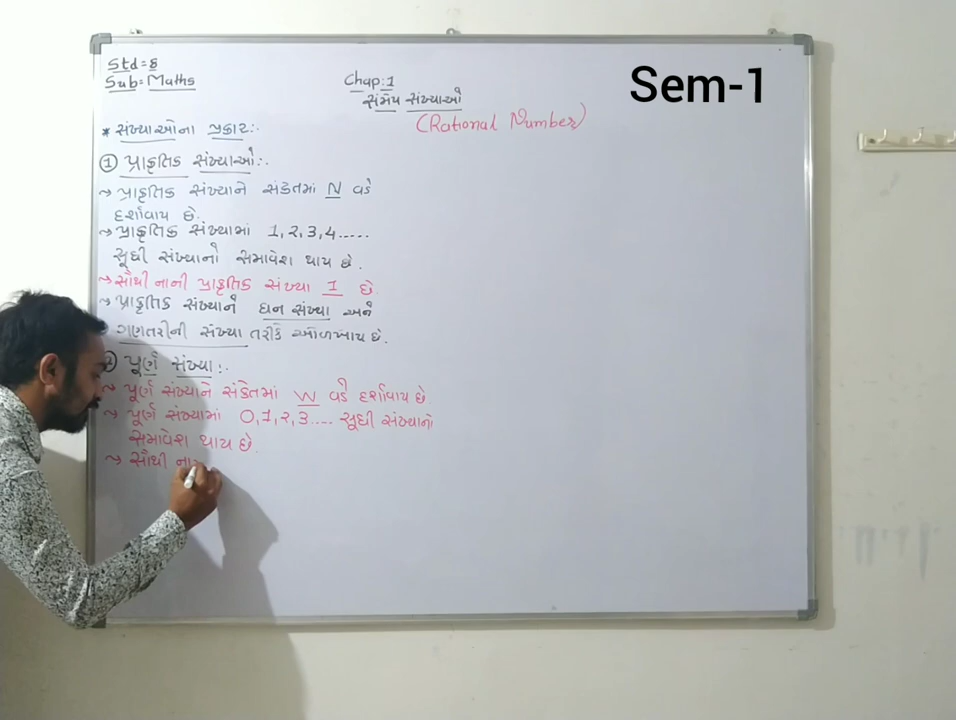 Std = 8
Sub = Maths
Chap:1
Sem-1
સંમેય સંખ્યાઓ
(Rational Number)
* સંખ્યાઓના પ્રકાર:-
① પ્રાકૃતિક સંખ્યાઓ:-
→ પ્રાકૃતિક સંખ્યાને સંકેતમાં N વડે
દર્શાવાય છે.
→ પ્રાકૃતિક સંખ્યામાં 1, 2, 3, 4.....
સુધી સંખ્યાનો સમાવેશ થાય છે.
→ સૌથી નાની પ્રાકૃતિક સંખ્યા 1 છે.
→ પ્રાકૃતિક સંખ્યાને ઘન સંખ્યા અને
ગણતરીની સંખ્યા તરીકે ઓળખાય છે.
② પૂર્ણ સંખ્યા:-
→ પૂર્ણ સંખ્યાને સંકેતમાં W વડે દર્શાવાય છે.
→ પૂર્ણ સંખ્યામાં 0, 1, 2, 3.... સુધી સંખ્યાનો
સમાવેશ થાય છે.
→ સૌથી ના